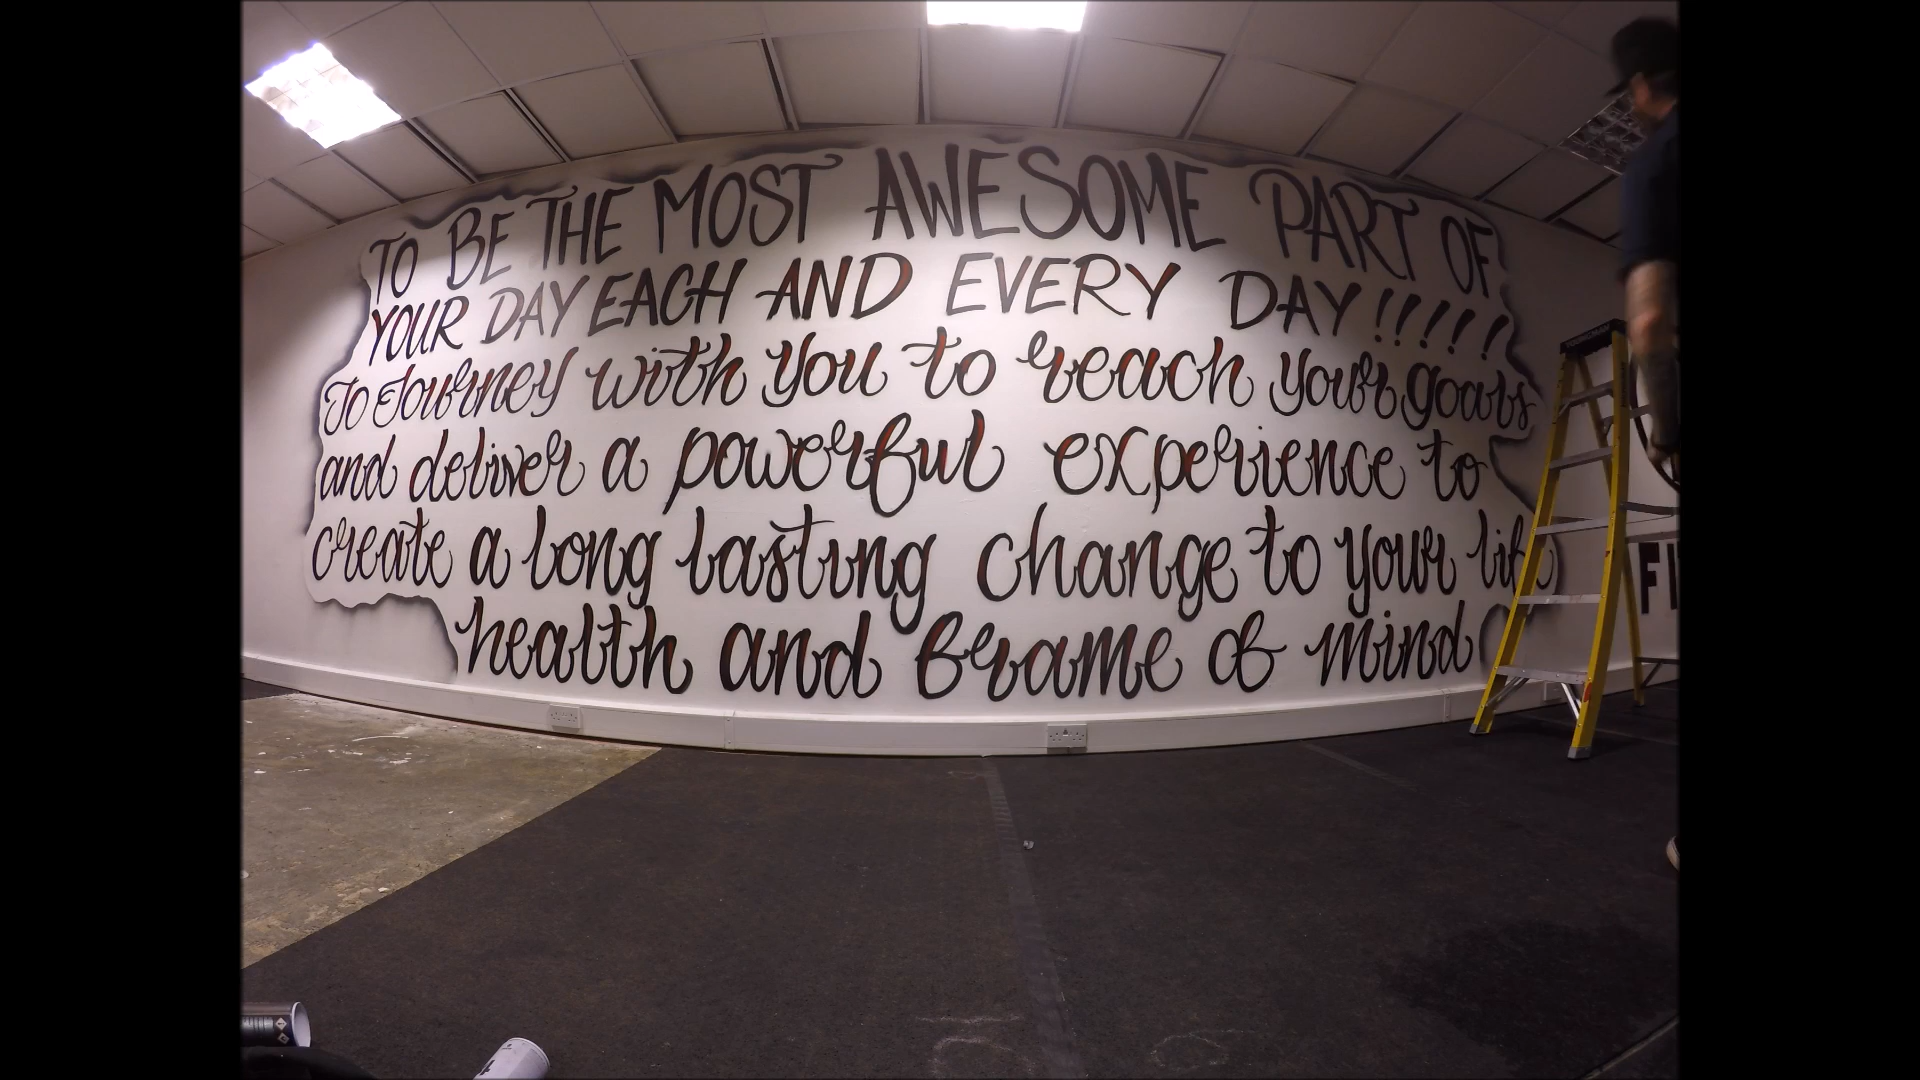 TO BE THE MOST AWESOME PART OF
YOUR DAY EACH AND EVERY DAY!!!!!
To Journey with you to reach your goals
and deliver a powerful experience to
create a long lasting change to your life
health and frame of mind